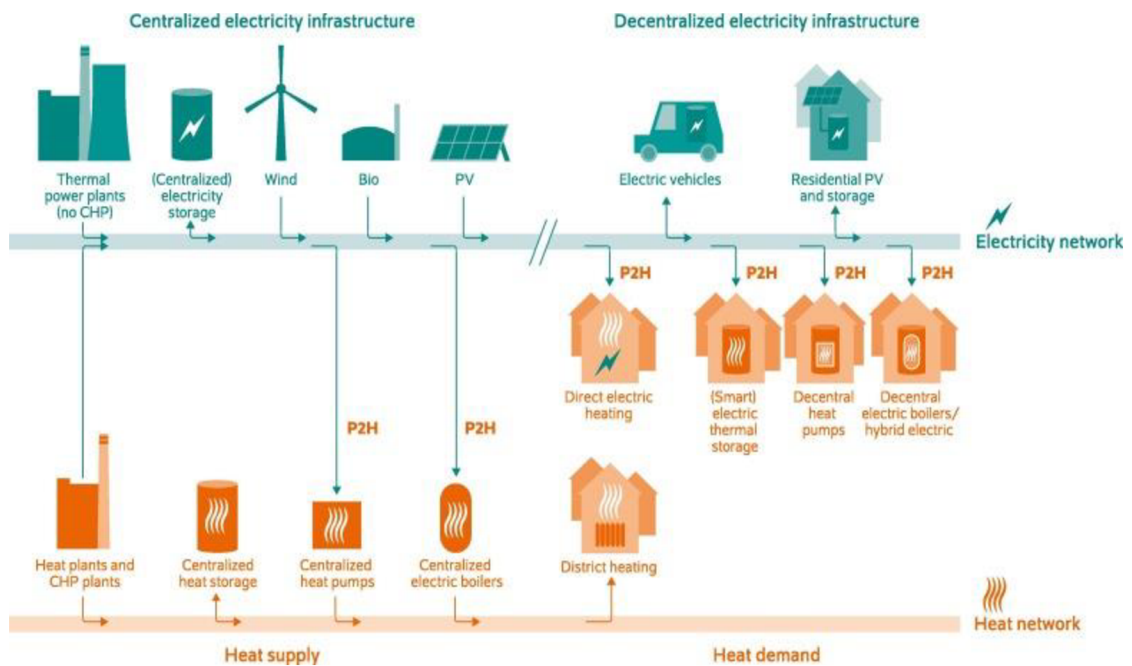 Centralized electricity infrastructure
Decentralized electricity infrastructure
Thermal
power plants
(no CHP)
(Centralized)
electricity
storage
Wind
Bio
PV
Electric vehicles
Residential PV
and storage
Electricity network
P2H
P2H
P2H
P2H
Direct electric
heating
(Smart)
electric
thermal
storage
Decentral
heat
pumps
Decentral
electric boilers/
hybrid electric
P2H
P2H
Heat plants and
CHP plants
Centralized
heat storage
Centralized
heat pumps
Centralized
electric boilers
District heating
Heat network
Heat supply
Heat demand